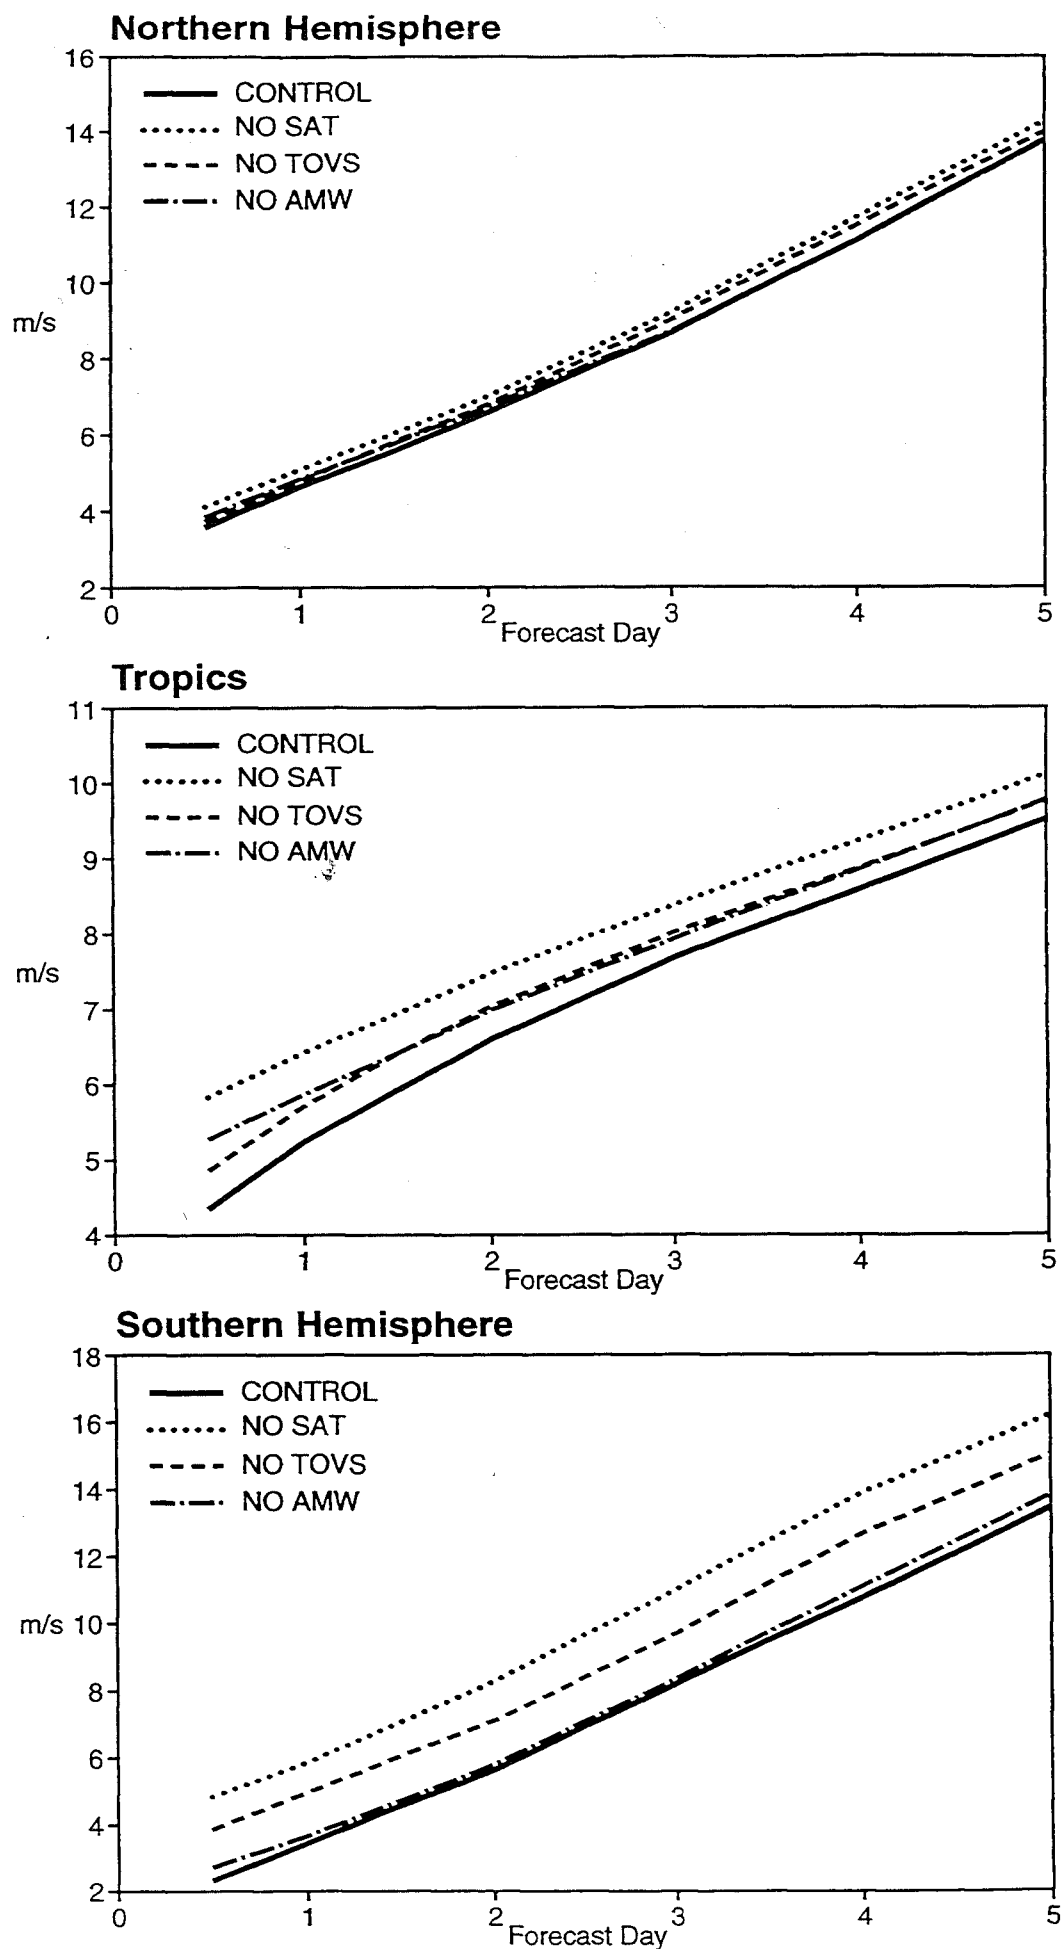 Northern Hemisphere
16
CONTROL
NO SAT
14
NO TOVS
NO AMW
12
10
m/s
8
6
4
2
0 1 2 3 4 5
Forecast Day
Tropics
11
CONTROL
NO SAT
10
NO TOVS
NO AMW
9
8
m/s
7
6
5
4
0 1 2 3 4 5
Forecast Day
Southern Hemisphere
18
CONTROL
16
NO SAT
NO TOVS
14
NO AMW
12
m/s 10
8
6
4
2
0 1 2 3 4 5
Forecast Day